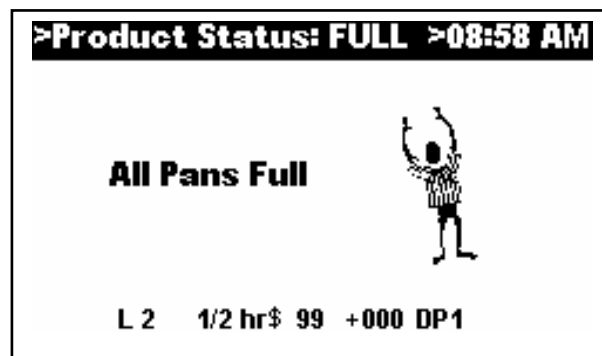 >Product Status: FULL >08:58 AM
All Pans Full
L 2 1/2 hr$ 99 +000 DP1